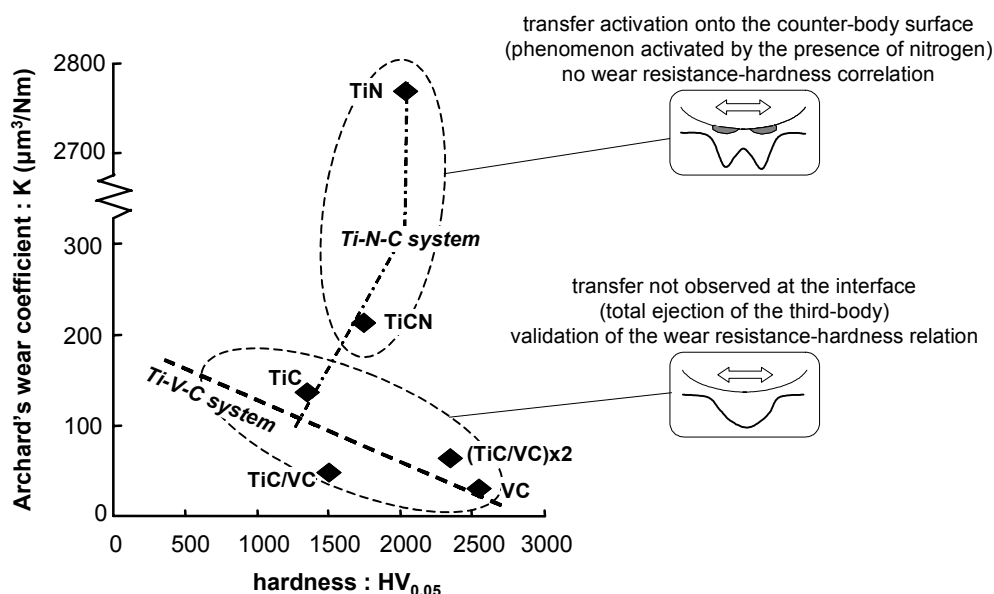 transfer activation onto the counter-body surface
(phenomenon activated by the presence of nitrogen)
no wear resistance-hardness correlation
Archard's wear coefficient : K (µm³/Nm)
2800
2700
300
200
100
0
TiN
Ti-N-C system
TiCN
TiC
Ti-V-C system
TiC/VC
(TiC/VC)x2
VC
transfer not observed at the interface
(total ejection of the third-body)
validation of the wear resistance-hardness relation
0 500 1000 1500 2000 2500 3000
hardness : HV0.05